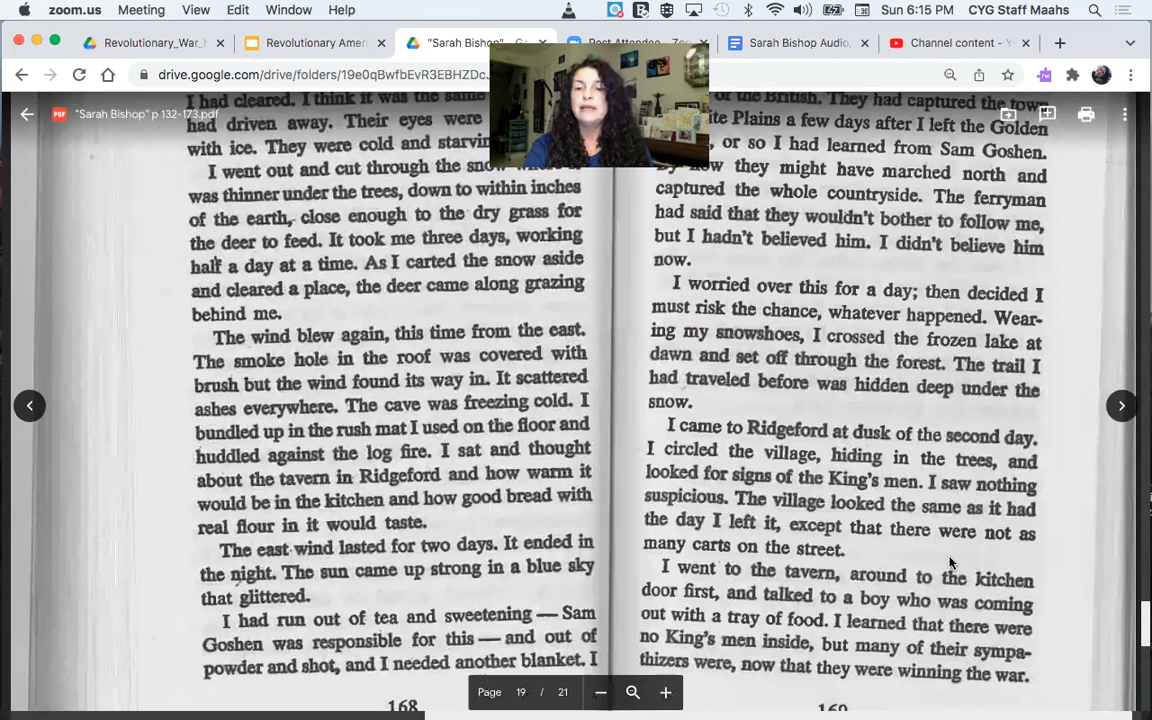 zoom.us Meeting View Edit Window Help Sun 6:15 PM CYG Staff Maahs
Revolutionary_War_ Revolutionary Ameri "Sarah Bishop" - G Post Attendee - Zoo Sarah Bishop Audio, Channel content - Y
drive.google.com/drive/folders/19e0qBwfbEvR3EBHZDc
"Sarah Bishop" p 132-173.pdf
I had cleared. I think it was the same
had driven away. Their eyes were
with ice. They were cold and starvin
I went out and cut through the snow
was thinner under the trees, down to within inches
of the earth, close enough to the dry grass for
the deer to feed. It took me three days, working
half a day at a time. As I carted the snow aside
and cleared a place, the deer came along grazing
behind me.
The wind blew again, this time from the east.
The smoke hole in the roof was covered with
brush but the wind found its way in. It scattered
ashes everywhere. The cave was freezing cold. I
bundled up in the rush mat I used on the floor and
huddled against the log fire. I sat and thought
about the tavern in Ridgeford and how warm it
would be in the kitchen and how good bread with
real flour in it would taste.
The east wind lasted for two days. It ended in
the night. The sun came up strong in a blue sky
that glittered.
I had run out of tea and sweetening — Sam
Goshen was responsible for this — and out of
powder and shot, and I needed another blanket. I
168
of the British. They had captured the town
ite Plains a few days after I left the Golden
, or so I had learned from Sam Goshen.
By now they might have marched north and
captured the whole countryside. The ferryman
had said that they wouldn't bother to follow me,
but I hadn't believed him. I didn't believe him
now.
I worried over this for a day; then decided I
must risk the chance, whatever happened. Wear-
ing my snowshoes, I crossed the frozen lake at
dawn and set off through the forest. The trail I
had traveled before was hidden deep under the
snow.
I came to Ridgeford at dusk of the second day.
I circled the village, hiding in the trees, and
looked for signs of the King's men. I saw nothing
suspicious. The village looked the same as it had
the day I left it, except that there were not as
many carts on the street.
I went to the tavern, around to the kitchen
door first, and talked to a boy who was coming
out with a tray of food. I learned that there were
no King's men inside, but many of their sympa-
thizers were, now that they were winning the war.
169
Page 19 / 21